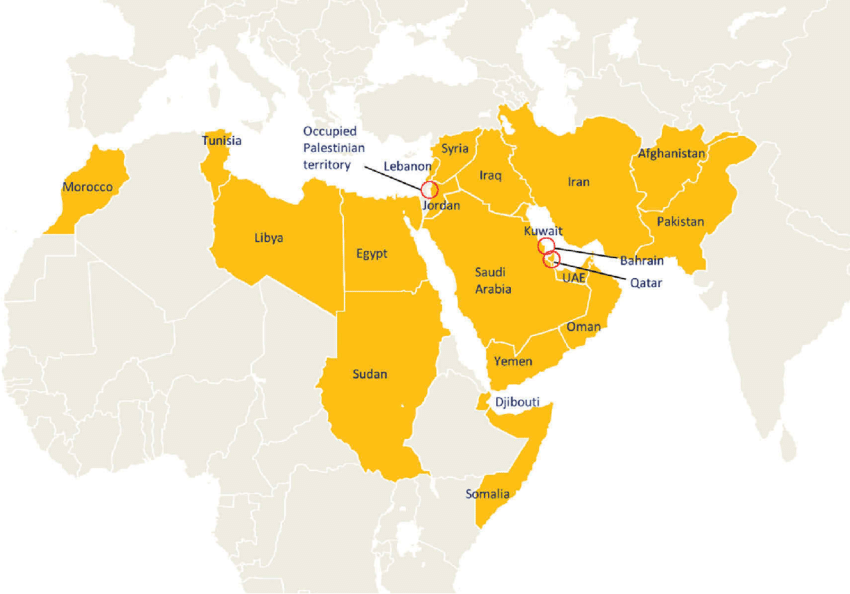 Tunisia
Occupied
Palestinian
territory
Lebanon
Syria
Afghanistan
Morocco
Iraq
Iran
Jordan
Pakistan
Libya
Egypt
Kuwait
Bahrain
Saudi
Arabia
UAE
Qatar
Oman
Yemen
Sudan
Djibouti
Somalia